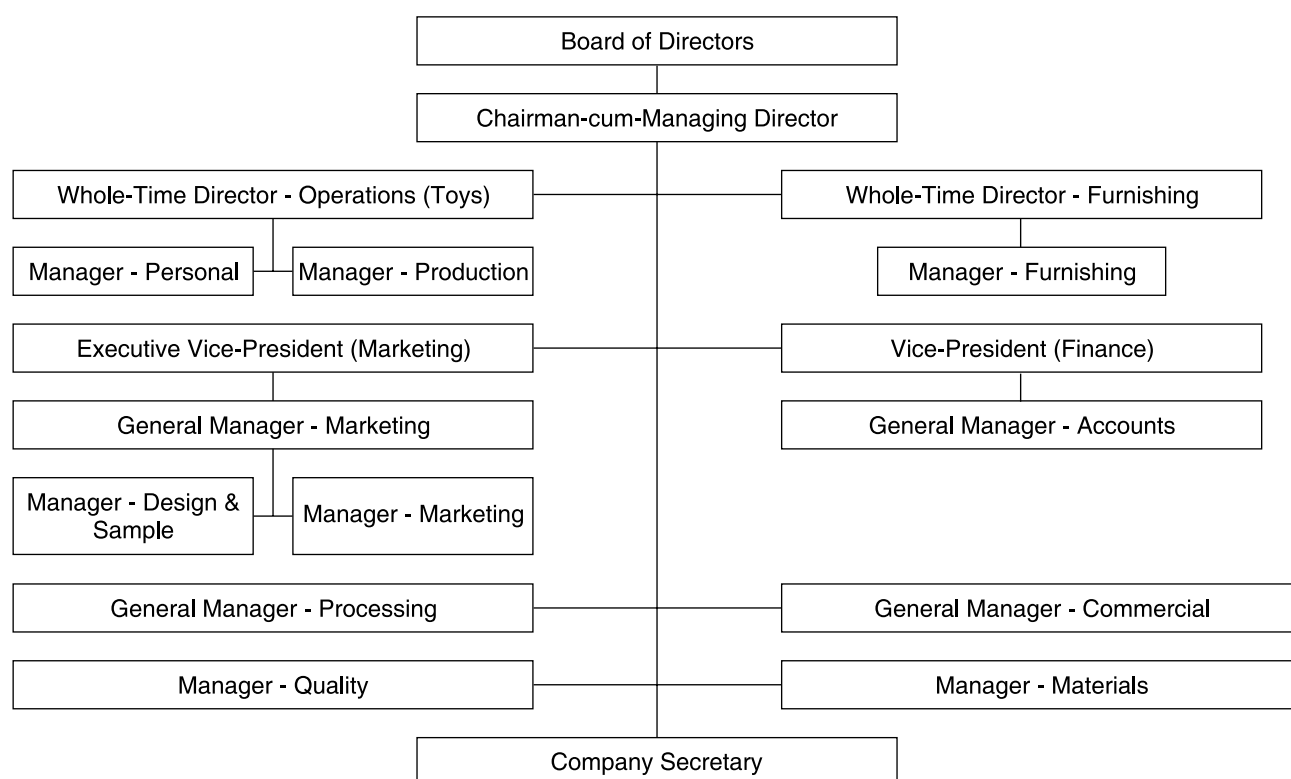 Board of Directors
Chairman-cum-Managing Director
Whole-Time Director - Operations (Toys)
Whole-Time Director - Furnishing
Manager - Personal
Manager - Production
Manager - Furnishing
Executive Vice-President (Marketing)
Vice-President (Finance)
General Manager - Marketing
General Manager - Accounts
Manager - Design &
Sample
Manager - Marketing
General Manager - Processing
General Manager - Commercial
Manager - Quality
Manager - Materials
Company Secretary